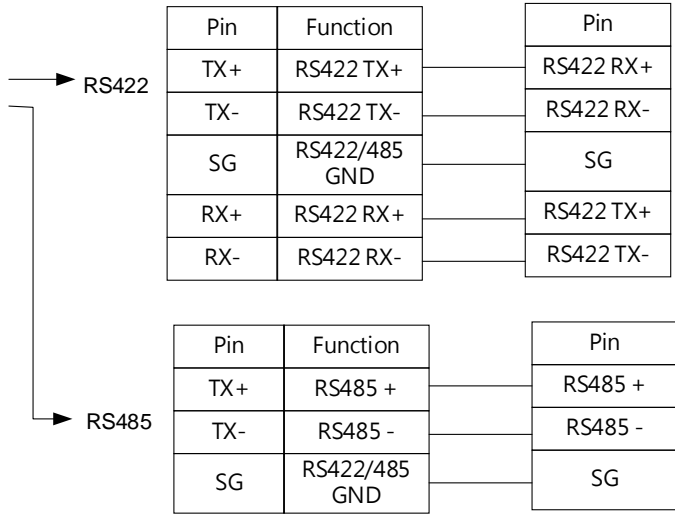 Pin Function Pin
RS422 TX+ RS422 TX+ RS422 RX+
TX- RS422 TX- RS422 RX-
SG RS422/485 GND SG
RX+ RS422 RX+ RS422 TX+
RX- RS422 RX- RS422 TX-
Pin Function Pin
TX+ RS485 + RS485 +
RS485 TX- RS485 - RS485 -
SG RS422/485 GND SG